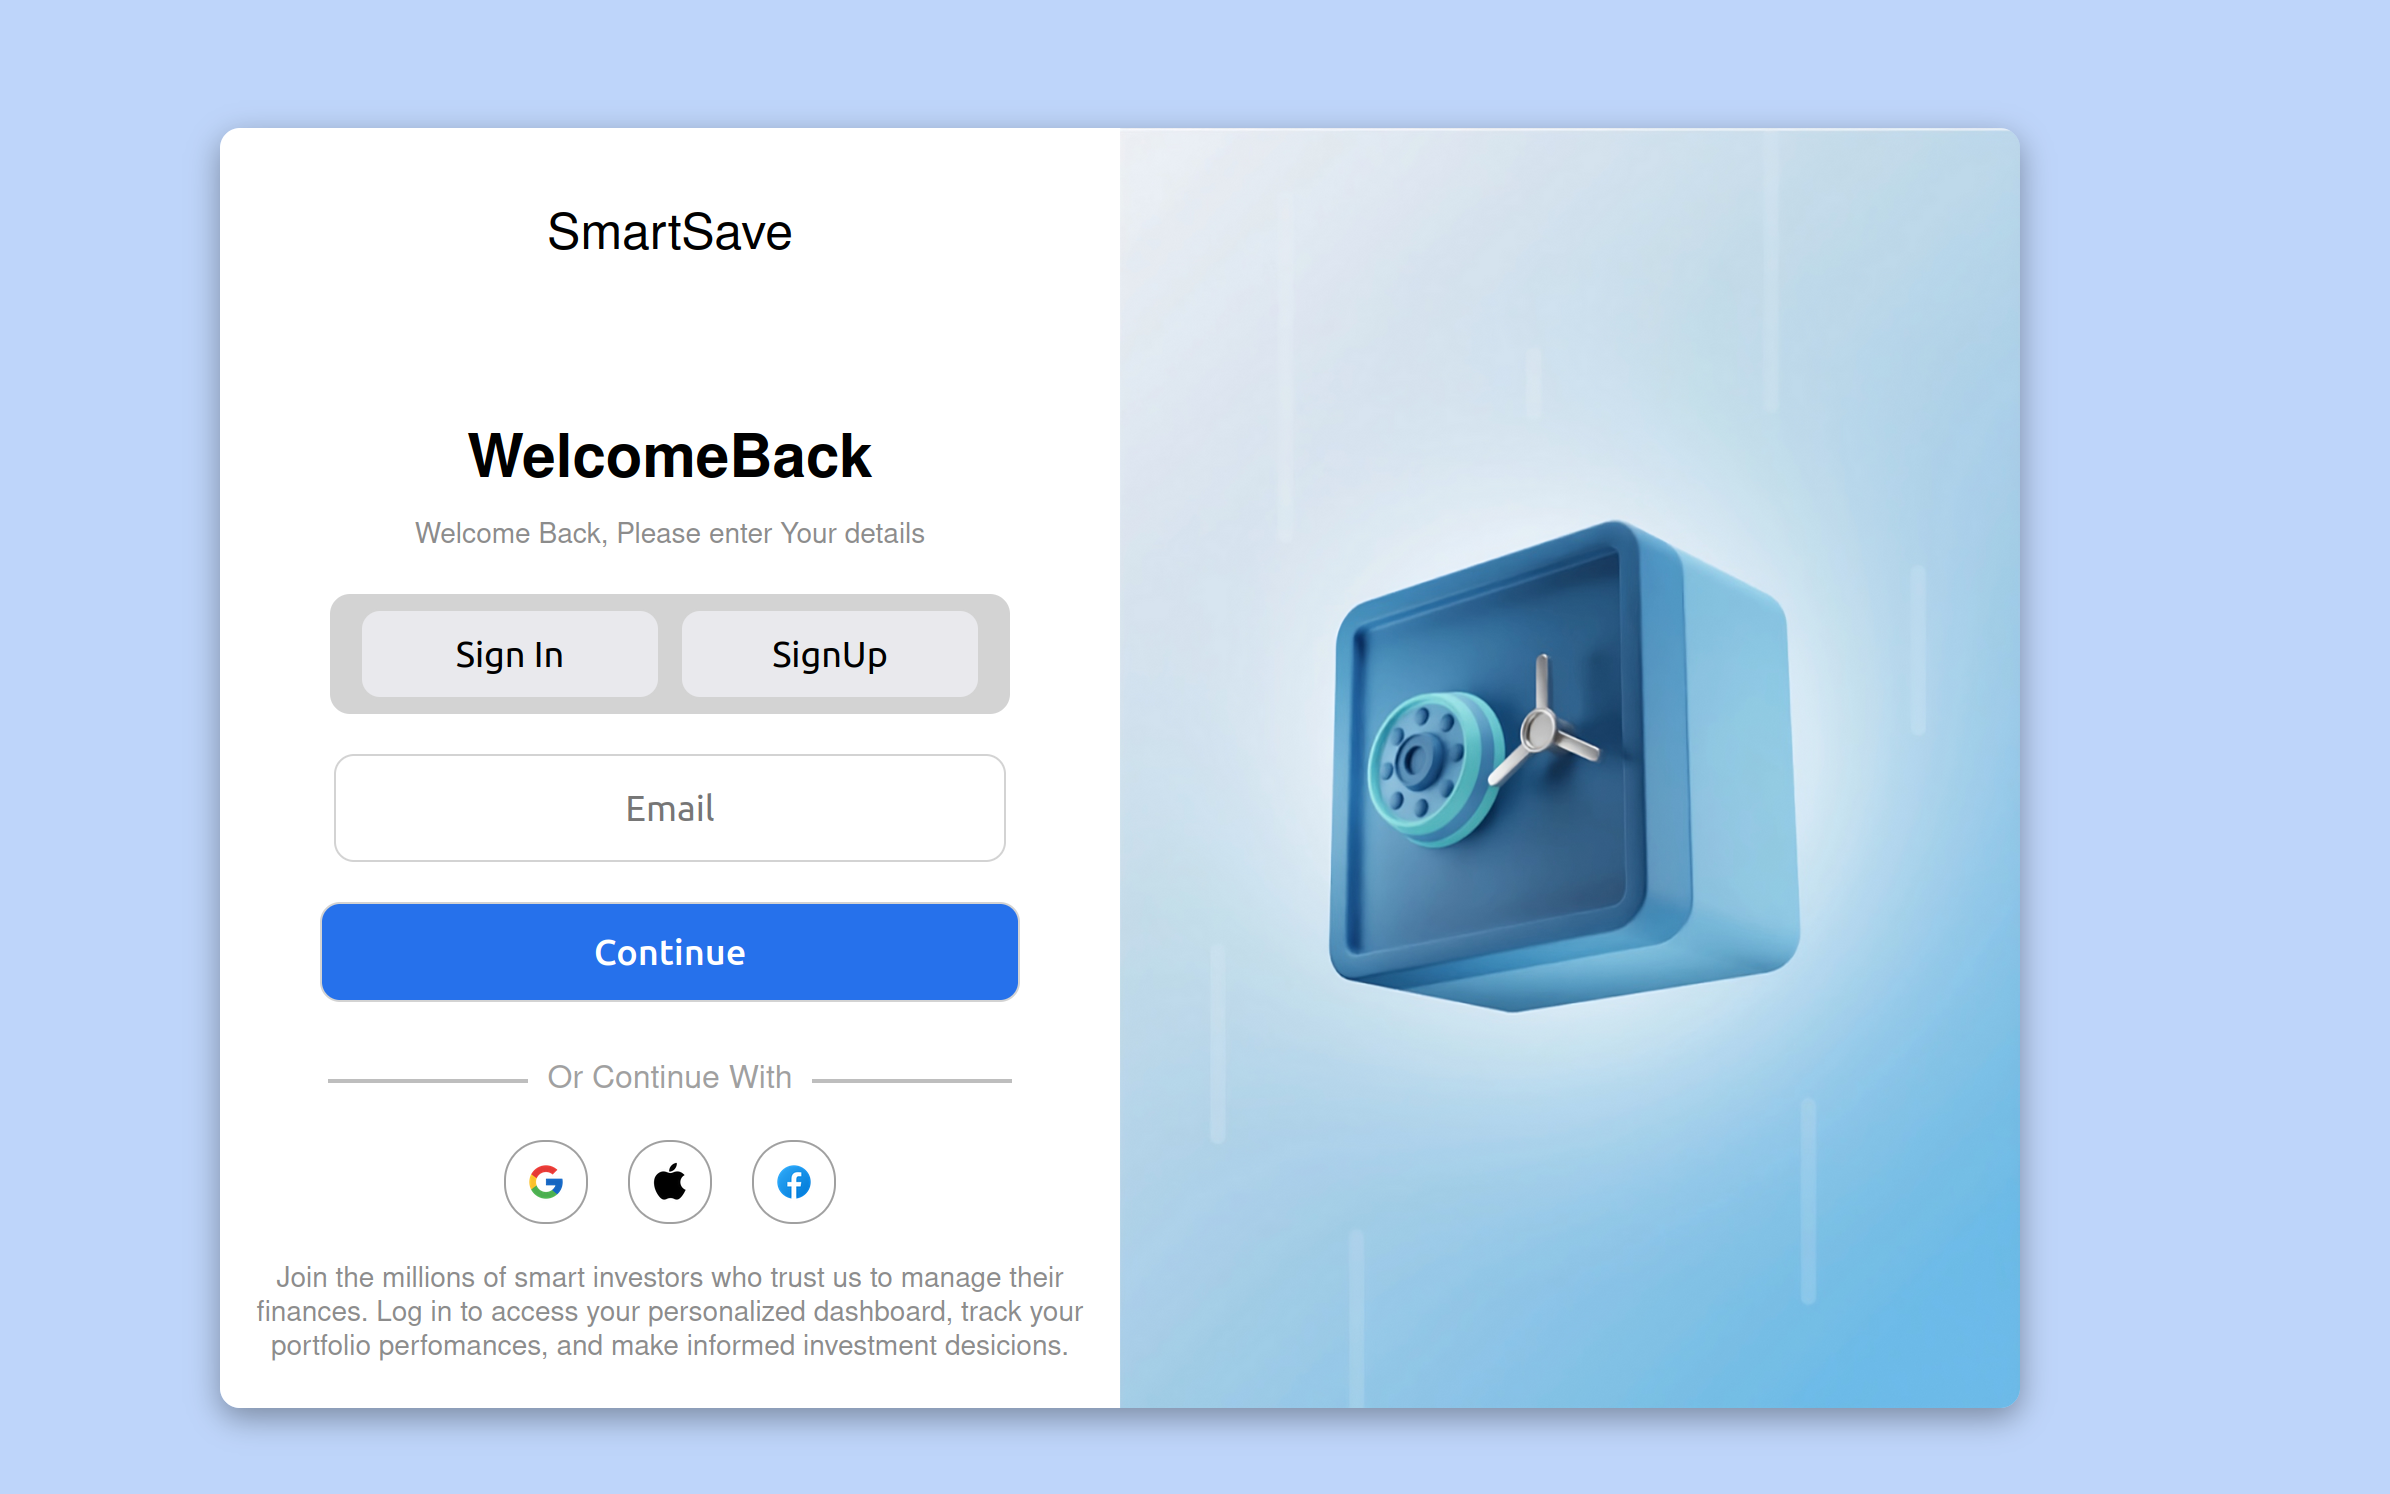 SmartSave
WelcomeBack
Welcome Back, Please enter Your details
Sign In
SignUp
Email
Continue
Or Continue With
Join the millions of smart investors who trust us to manage their
finances. Log in to access your personalized dashboard, track your
portfolio perfomances, and make informed investment desicions.